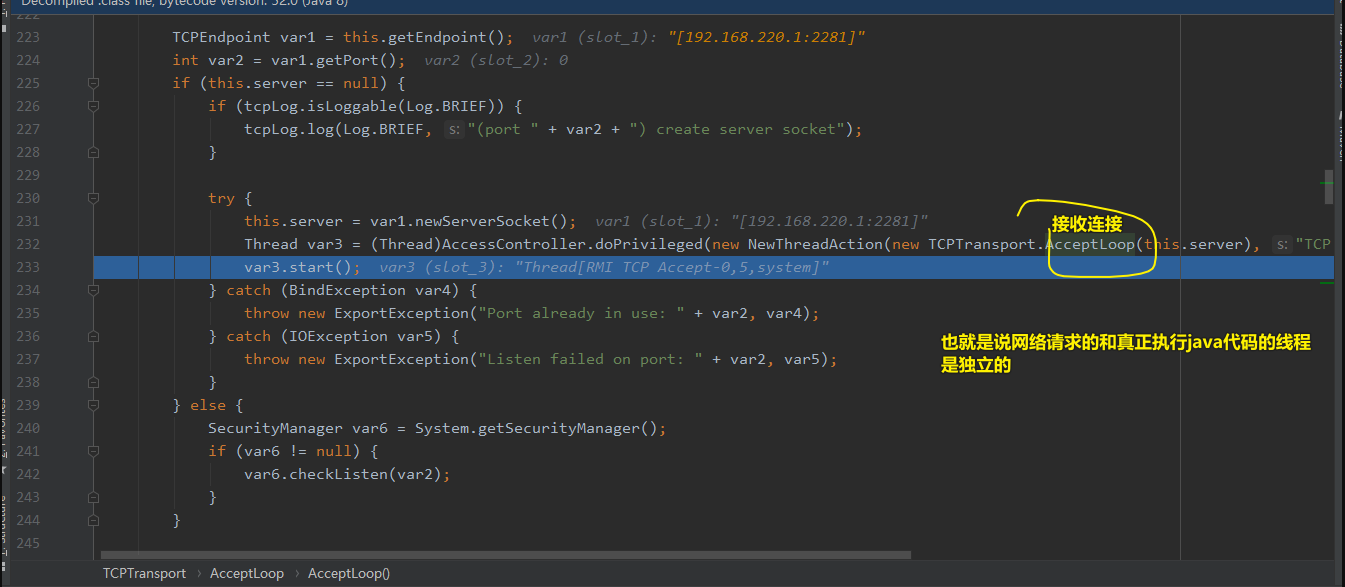 Decompiled .class file, bytecode version: 52.0 (Java 8)
222
223 TCPEndpoint var1 = this.getEndpoint(); var1 (slot_1): "[192.168.220.1:2281]"
224 int var2 = var1.getPort(); var2 (slot_2): 0
225 if (this.server == null) {
226 if (tcpLog.isLoggable(Log.BRIEF)) {
227 tcpLog.log(Log.BRIEF, s: "(port " + var2 + ") create server socket");
228 }
229
230 try {
231 this.server = var1.newServerSocket(); var1 (slot_1): "[192.168.220.1:2281]"
接收连接
232 Thread var3 = (Thread)AccessController.doPrivileged(new NewThreadAction(new TCPTransport.AcceptLoop(this.server), s: "TCP
233 var3.start(); var3 (slot_3): "Thread[RMI TCP Accept-0,5,system]"
234 } catch (BindException var4) {
235 throw new ExportException("Port already in use: " + var2, var4);
236 } catch (IOException var5) {
237 throw new ExportException("Listen failed on port: " + var2, var5);
238 }
也就是说网络请求的和真正执行java代码的线程
是独立的
239 } else {
240 SecurityManager var6 = System.getSecurityManager();
241 if (var6 != null) {
242 var6.checkListen(var2);
243 }
244 }
245
TCPTransport › AcceptLoop › AcceptLoop()